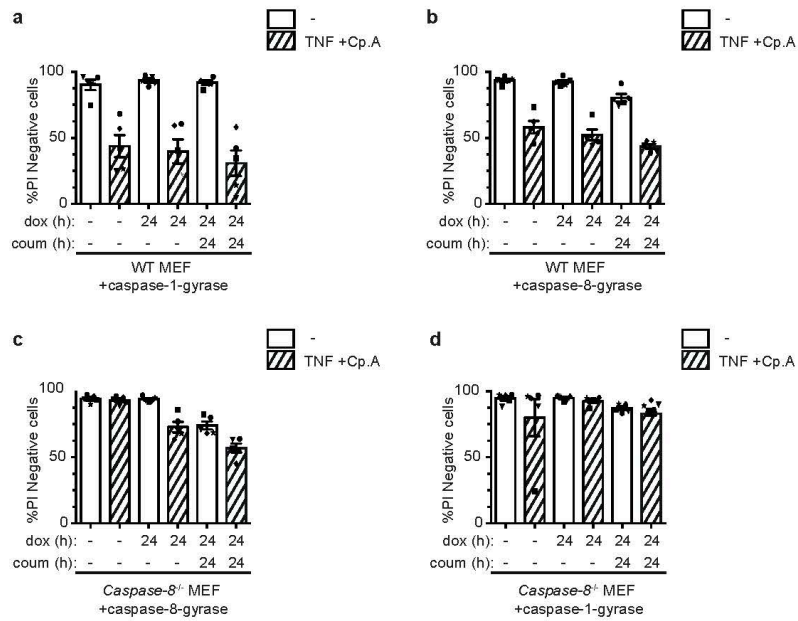 a
-
TNF +Cp.A
%PI Negative cells
100
50
0
dox (h): - - 24 24 24 24
coum (h): - - - - 24 24
WT MEF
+caspase-1-gyrase
b
-
TNF +Cp.A
%PI Negative cells
100
50
0
dox (h): - - 24 24 24 24
coum (h): - - - - 24 24
WT MEF
+caspase-8-gyrase
c
-
TNF +Cp.A
%PI Negative cells
100
50
0
dox (h): - - 24 24 24 24
coum (h): - - - - 24 24
Caspase-8-/- MEF
+caspase-8-gyrase
d
-
TNF +Cp.A
%PI Negative cells
100
50
0
dox (h): - - 24 24 24 24
coum (h): - - - - 24 24
Caspase-8-/- MEF
+caspase-1-gyrase